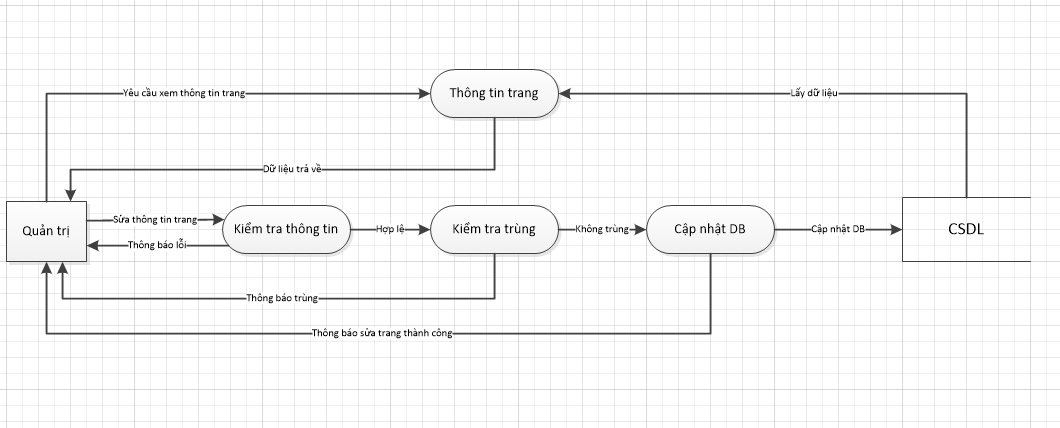 Thông tin trang
Yêu cầu xem thông tin trang
Lấy dữ liệu
Dữ liệu trả về
Quản trị
Sửa thông tin trang
Thông báo lỗi
Kiểm tra thông tin
Hợp lệ
Kiểm tra trùng
Không trùng
Cập nhật DB
Cập nhật DB
CSDL
Thông báo trùng
Thông báo sửa trang thành công